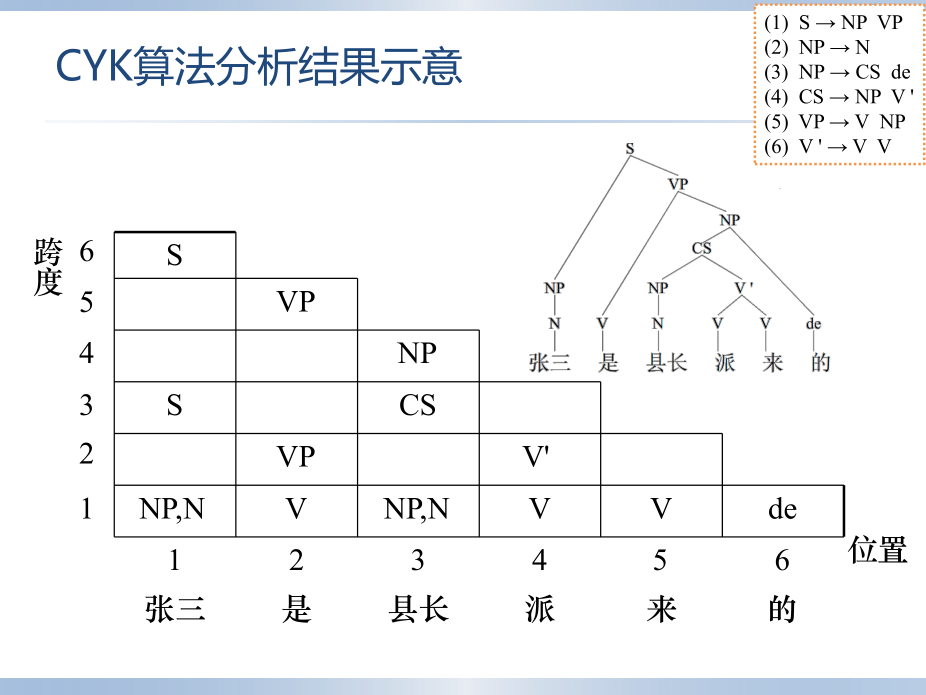 CYK算法分析结果示意
(1) S → NP VP
(2) NP → N
(3) NP → CS de
(4) CS → NP V '
(5) VP → V NP
(6) V ' → V V
S
VP
NP
CS
NP NP V '
N V N V V de
张三 是 县长 派 来 的
跨度
6 S
5 VP
4 NP
3 S CS
2 VP V'
1 NP,N V NP,N V V de
位置
1 2 3 4 5 6
张三 是 县长 派 来 的